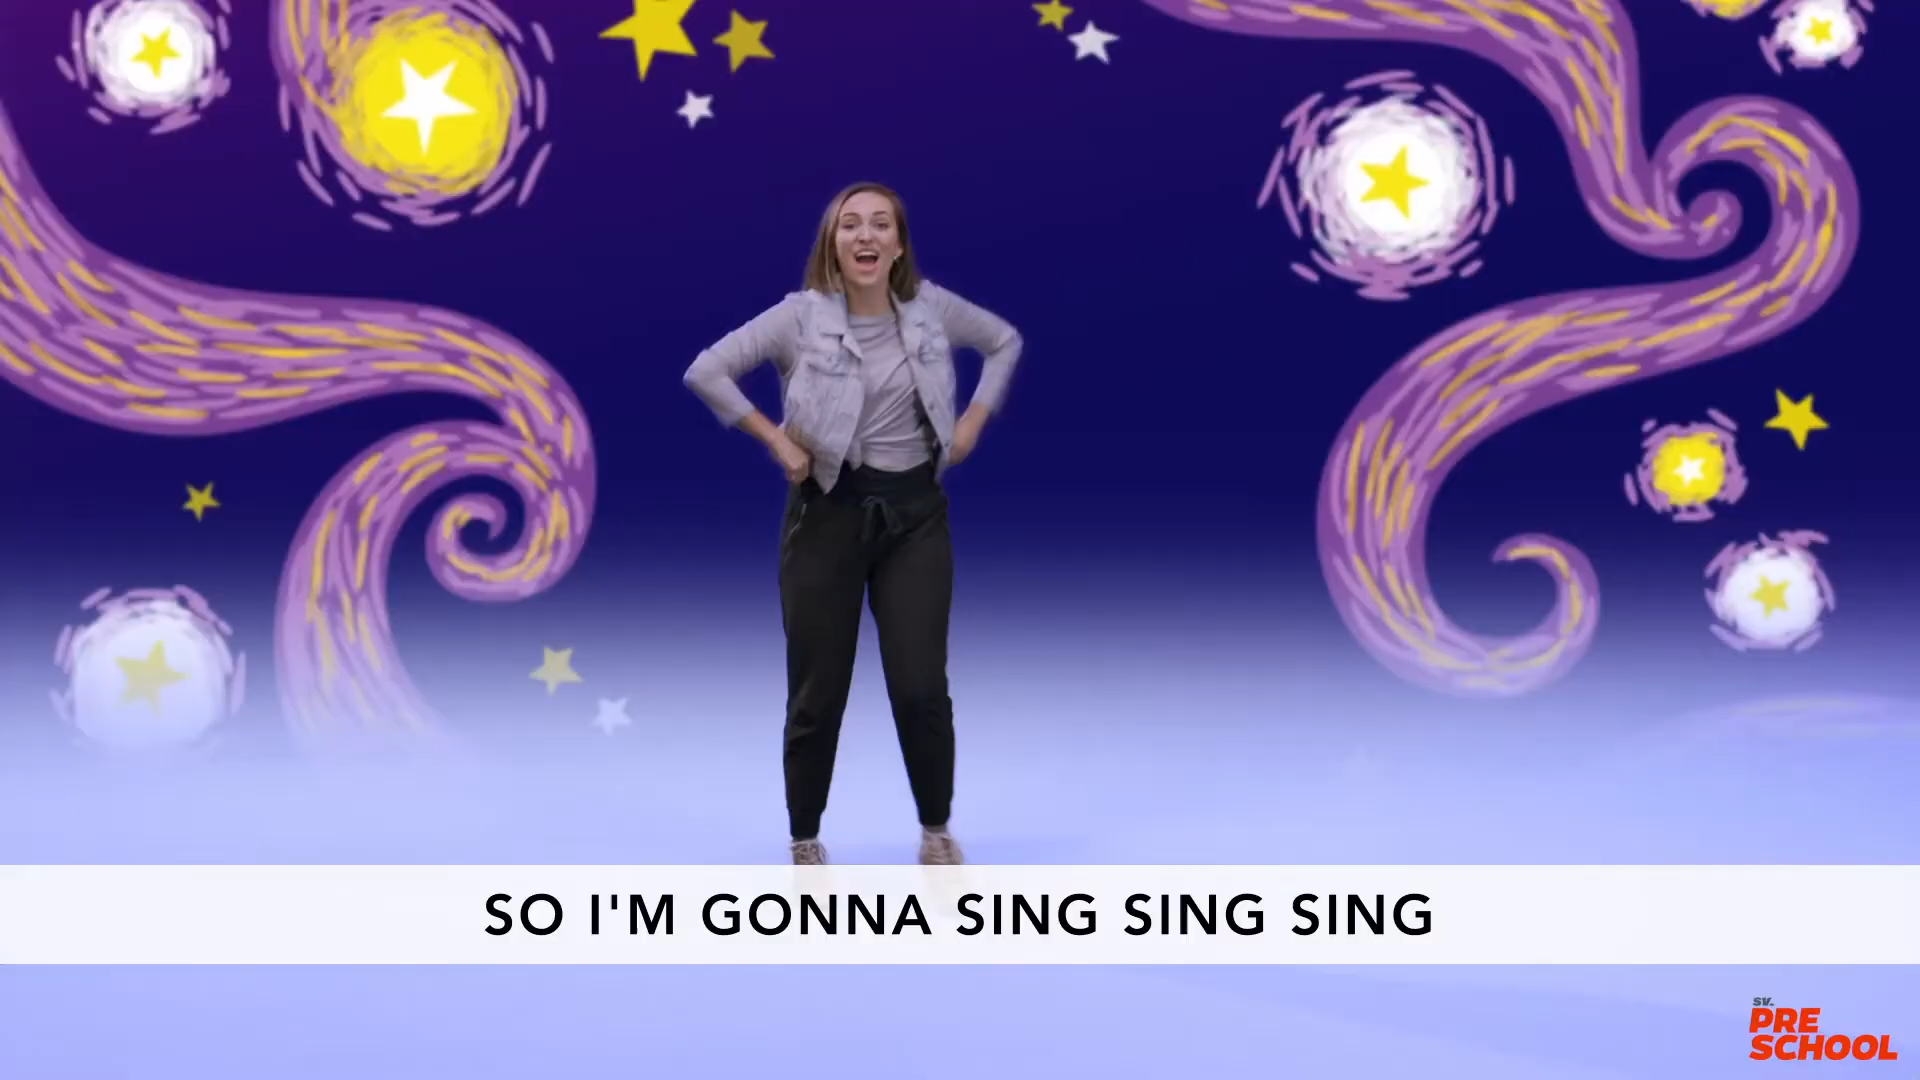 SO I'M GONNA SING SING SING
SV.
PRE
SCHOOL